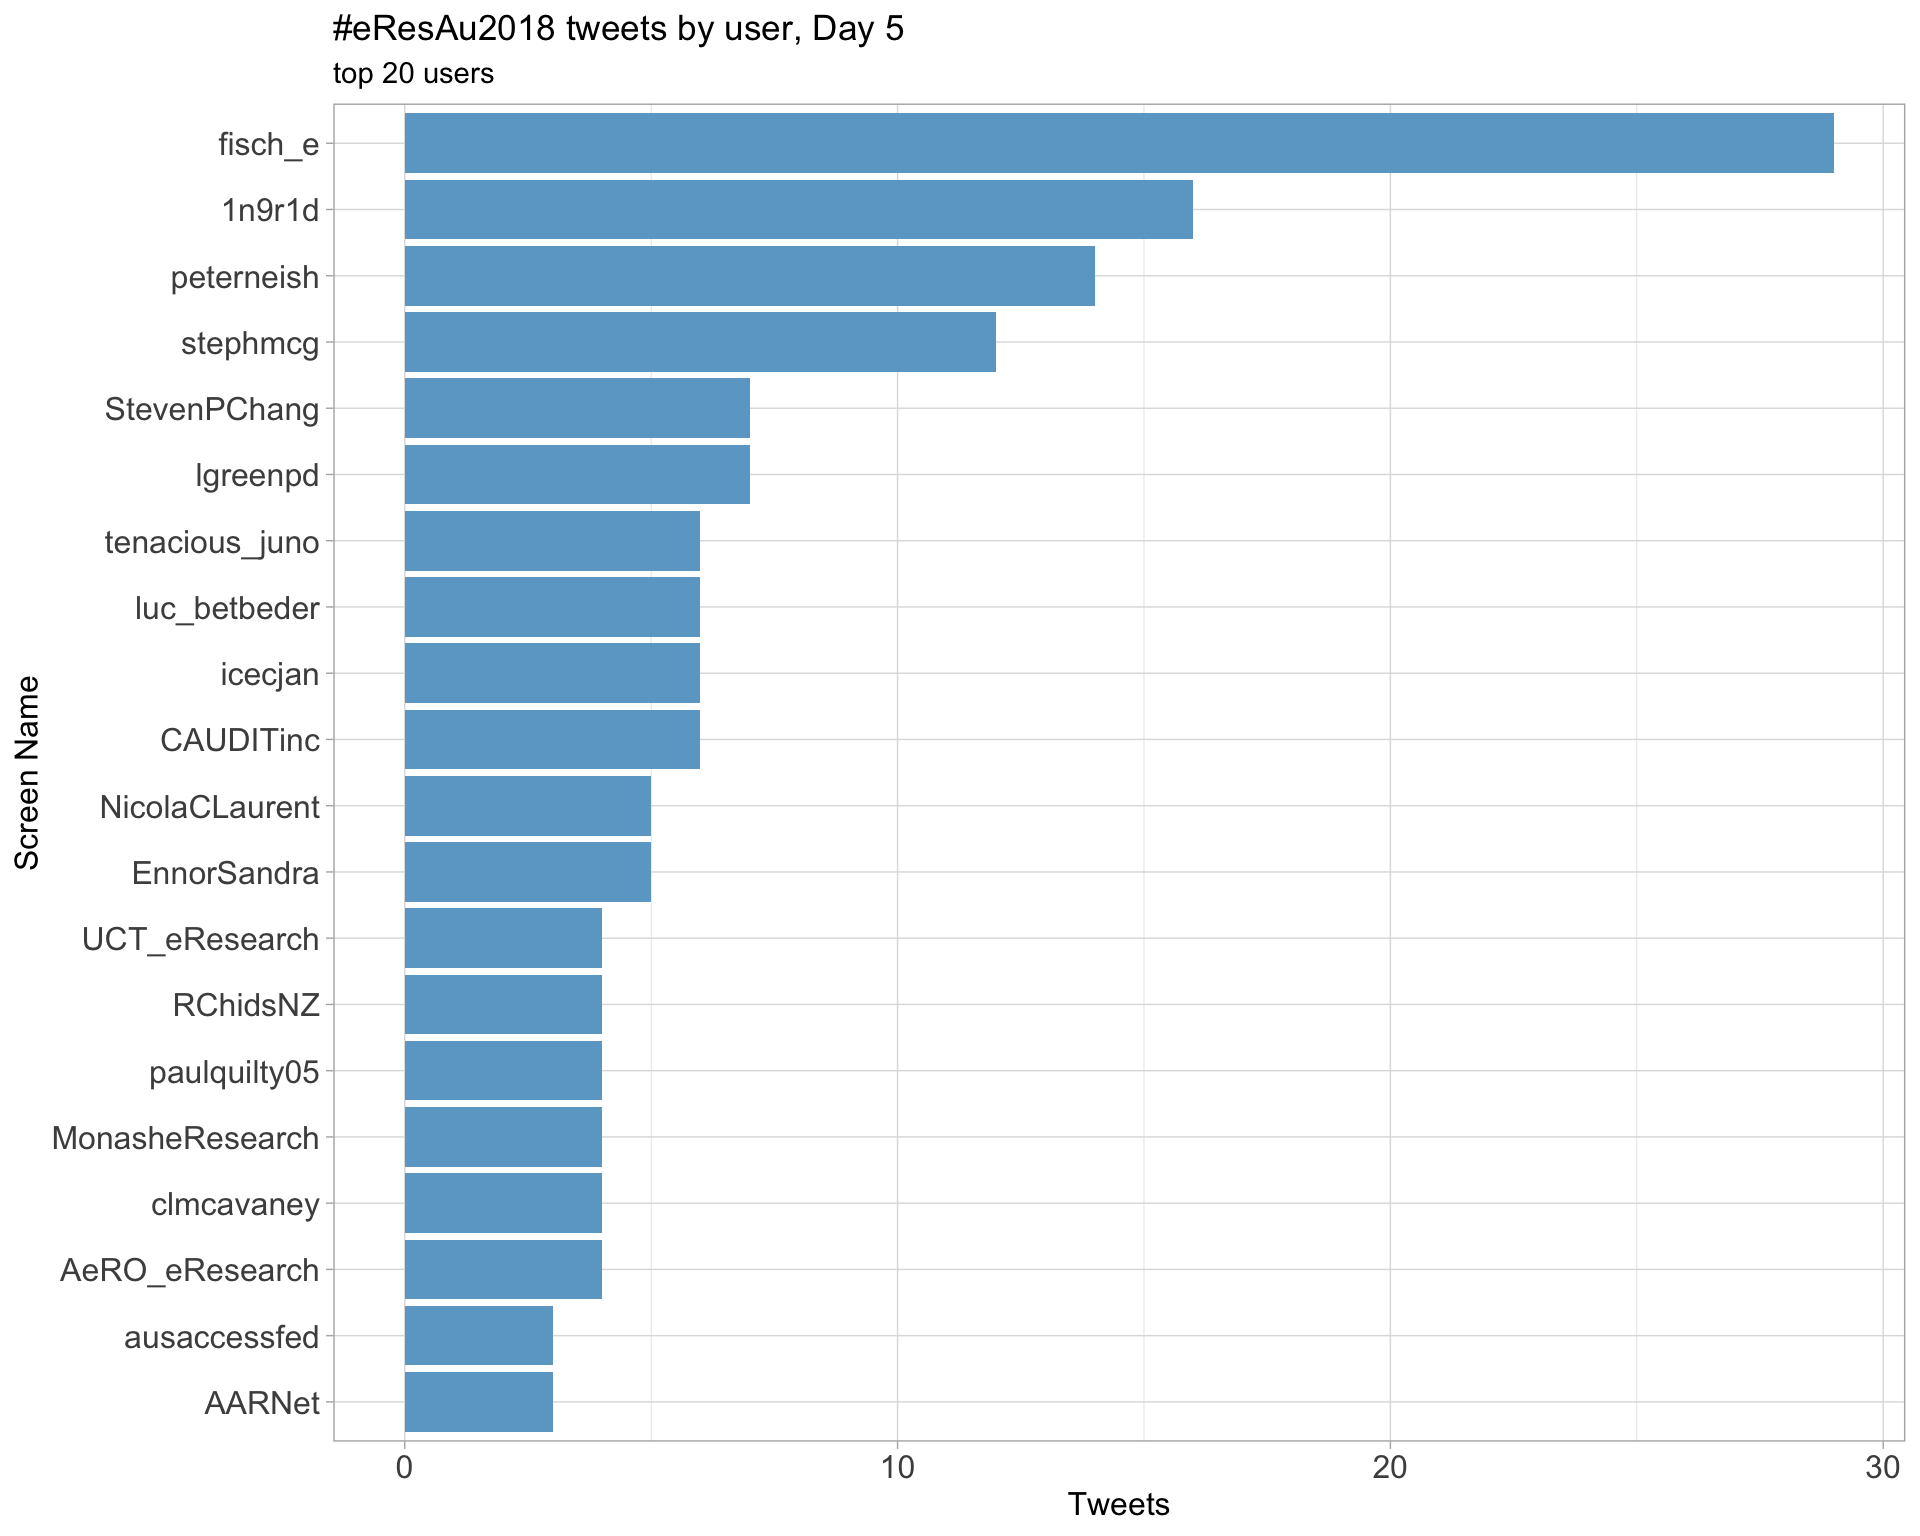 #eResAu2018 tweets by user, Day 5
top 20 users
Screen Name
fisch_e
1n9r1d
peterneish
stephmcg
StevenPChang
lgreenpd
tenacious_juno
luc_betbeder
icecjan
CAUDITinc
NicolaCLaurent
EnnorSandra
UCT_eResearch
RChidsNZ
paulquilty05
MonasheResearch
clmcavaney
AeRO_eResearch
ausaccessfed
AARNet
0 10 20 30
Tweets